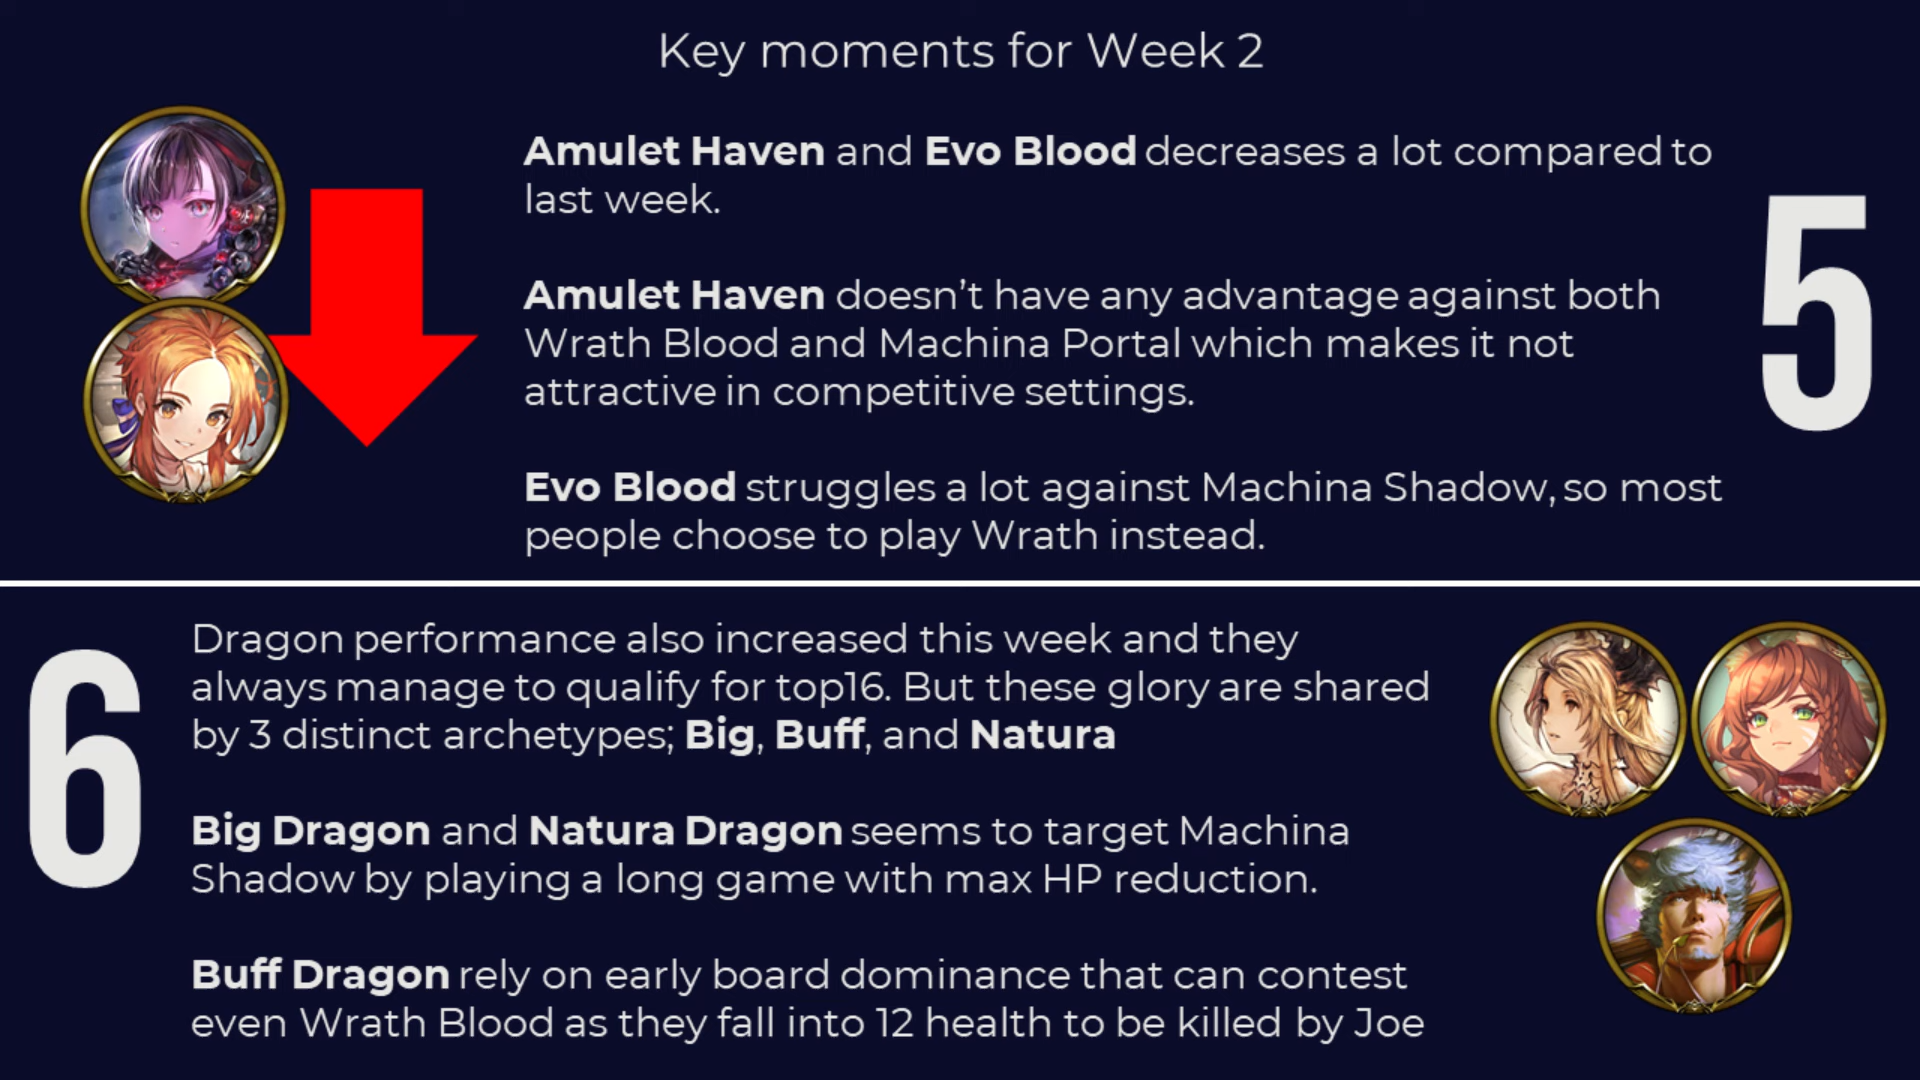 Key moments for Week 2
Amulet Haven and Evo Blood decreases a lot compared to
last week.
Amulet Haven doesn't have any advantage against both
Wrath Blood and Machina Portal which makes it not
attractive in competitive settings.
Evo Blood struggles a lot against Machina Shadow, so most
people choose to play Wrath instead.
5
6
Dragon performance also increased this week and they
always manage to qualify for top16. But these glory are shared
by 3 distinct archetypes; Big, Buff, and Natura
Big Dragon and Natura Dragon seems to target Machina
Shadow by playing a long game with max HP reduction.
Buff Dragon rely on early board dominance that can contest
even Wrath Blood as they fall into 12 health to be killed by Joe